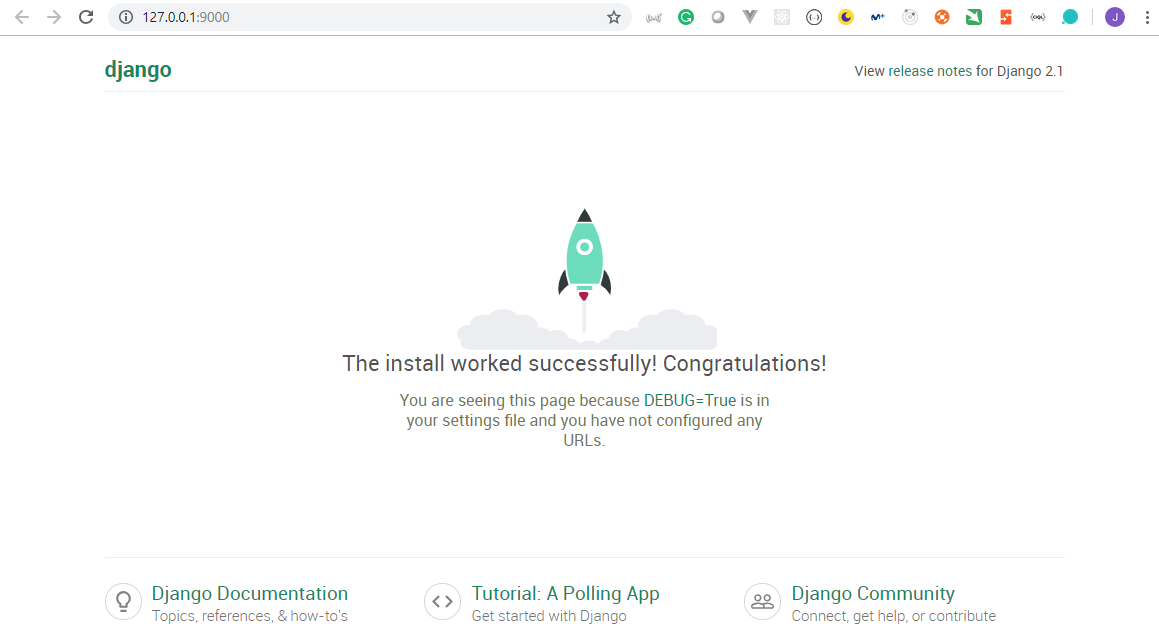 127.0.0.1:9000
django
View release notes for Django 2.1
The install worked successfully! Congratulations!
You are seeing this page because DEBUG=True is in
your settings file and you have not configured any
URLs.
Django Documentation
Topics, references, & how-to's
Tutorial: A Polling App
Get started with Django
Django Community
Connect, get help, or contribute